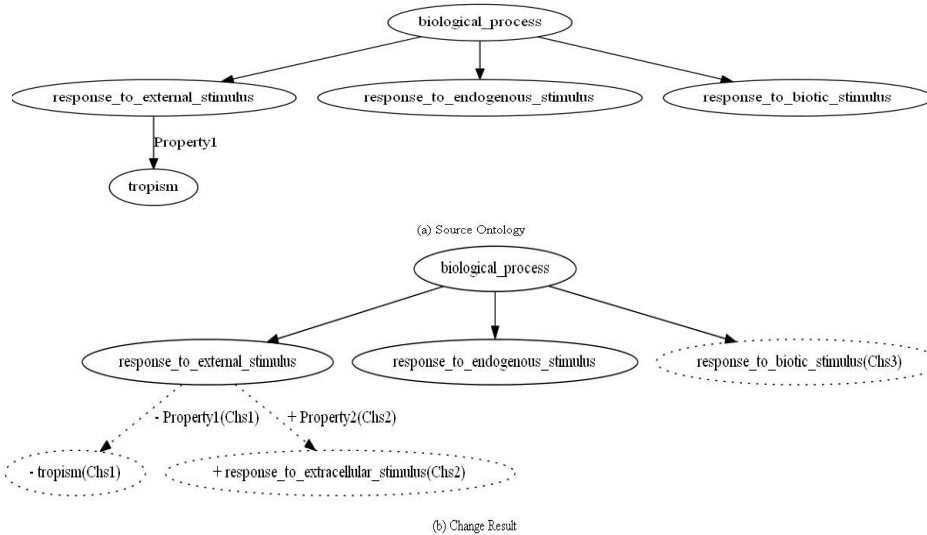 biological_process
response_to_external_stimulus
response_to_endogenous_stimulus
response_to_biotic_stimulus
Property1
tropism
(a) Source Ontology
biological_process
response_to_external_stimulus
response_to_endogenous_stimulus
response_to_biotic_stimulus(Chs3)
- Property1(Chs1)
+ Property2(Chs2)
- tropism(Chs1)
+ response_to_extracellular_stimulus(Chs2)
(b) Change Result